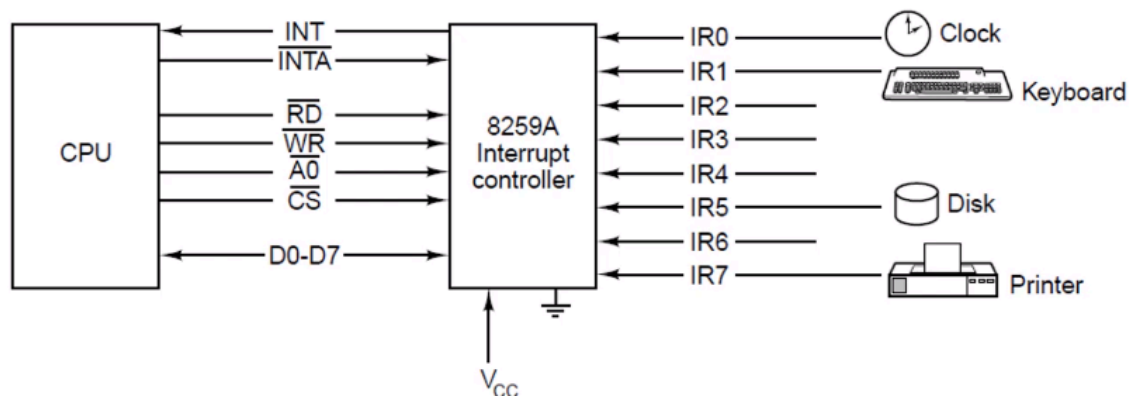 INT
INTA
RD
WR
A0
CS
D0-D7
CPU
8259A
Interrupt
controller
IR0
IR1
IR2
IR3
IR4
IR5
IR6
IR7
Clock
Keyboard
Disk
Printer
VCC